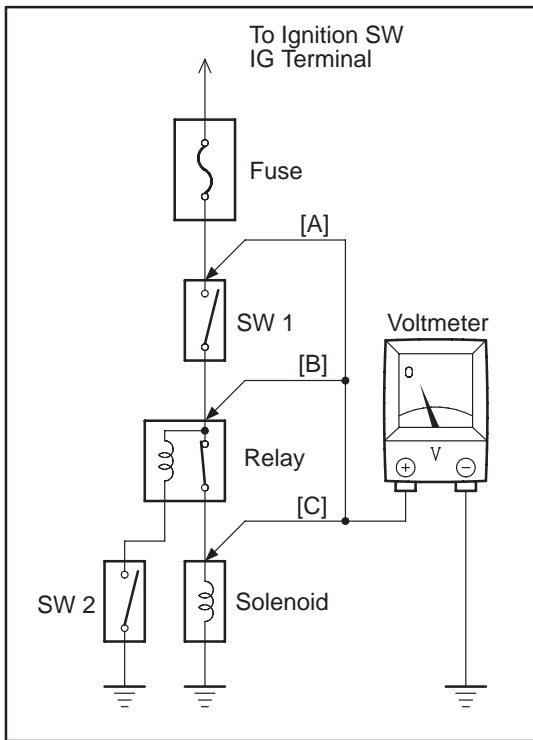 To Ignition SW
IG Terminal
Fuse
[A]
SW 1
Voltmeter
[B]
0
Relay
V
+ −
[C]
SW 2
Solenoid